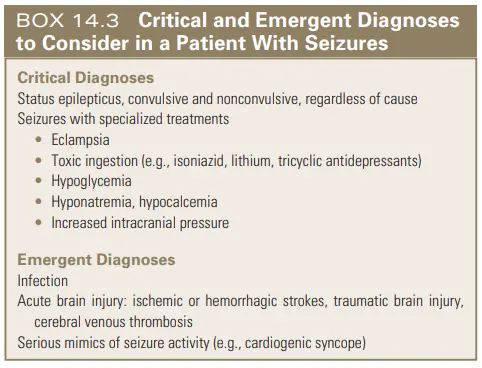 BOX 14.3 Critical and Emergent Diagnoses
to Consider in a Patient With Seizures
Critical Diagnoses
Status epilepticus, convulsive and nonconvulsive, regardless of cause
Seizures with specialized treatments
• Eclampsia
• Toxic ingestion (e.g., isoniazid, lithium, tricyclic antidepressants)
• Hypoglycemia
• Hyponatremia, hypocalcemia
• Increased intracranial pressure
Emergent Diagnoses
Infection
Acute brain injury: ischemic or hemorrhagic strokes, traumatic brain injury,
cerebral venous thrombosis
Serious mimics of seizure activity (e.g., cardiogenic syncope)